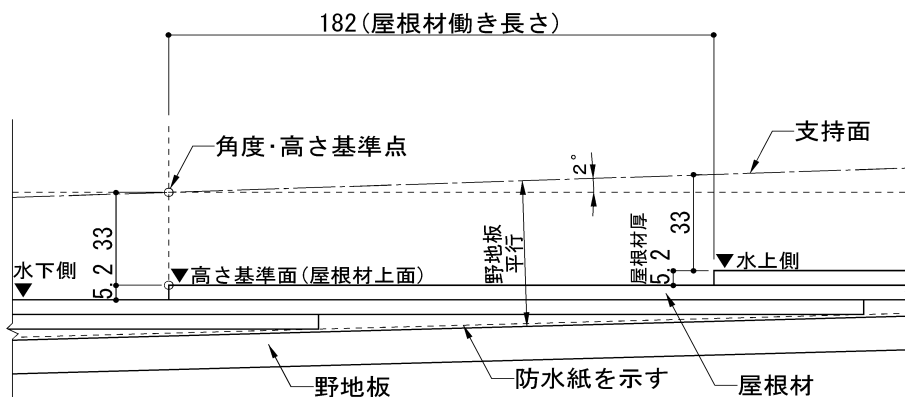 182(屋根材働き長さ)
支持面
角度・高さ基準点
2°
33
5.2
水下側
高さ基準面(屋根材上面)
野地板
平行
屋根材厚
5.2
33
水上側
野地板
防水紙を示す
屋根材